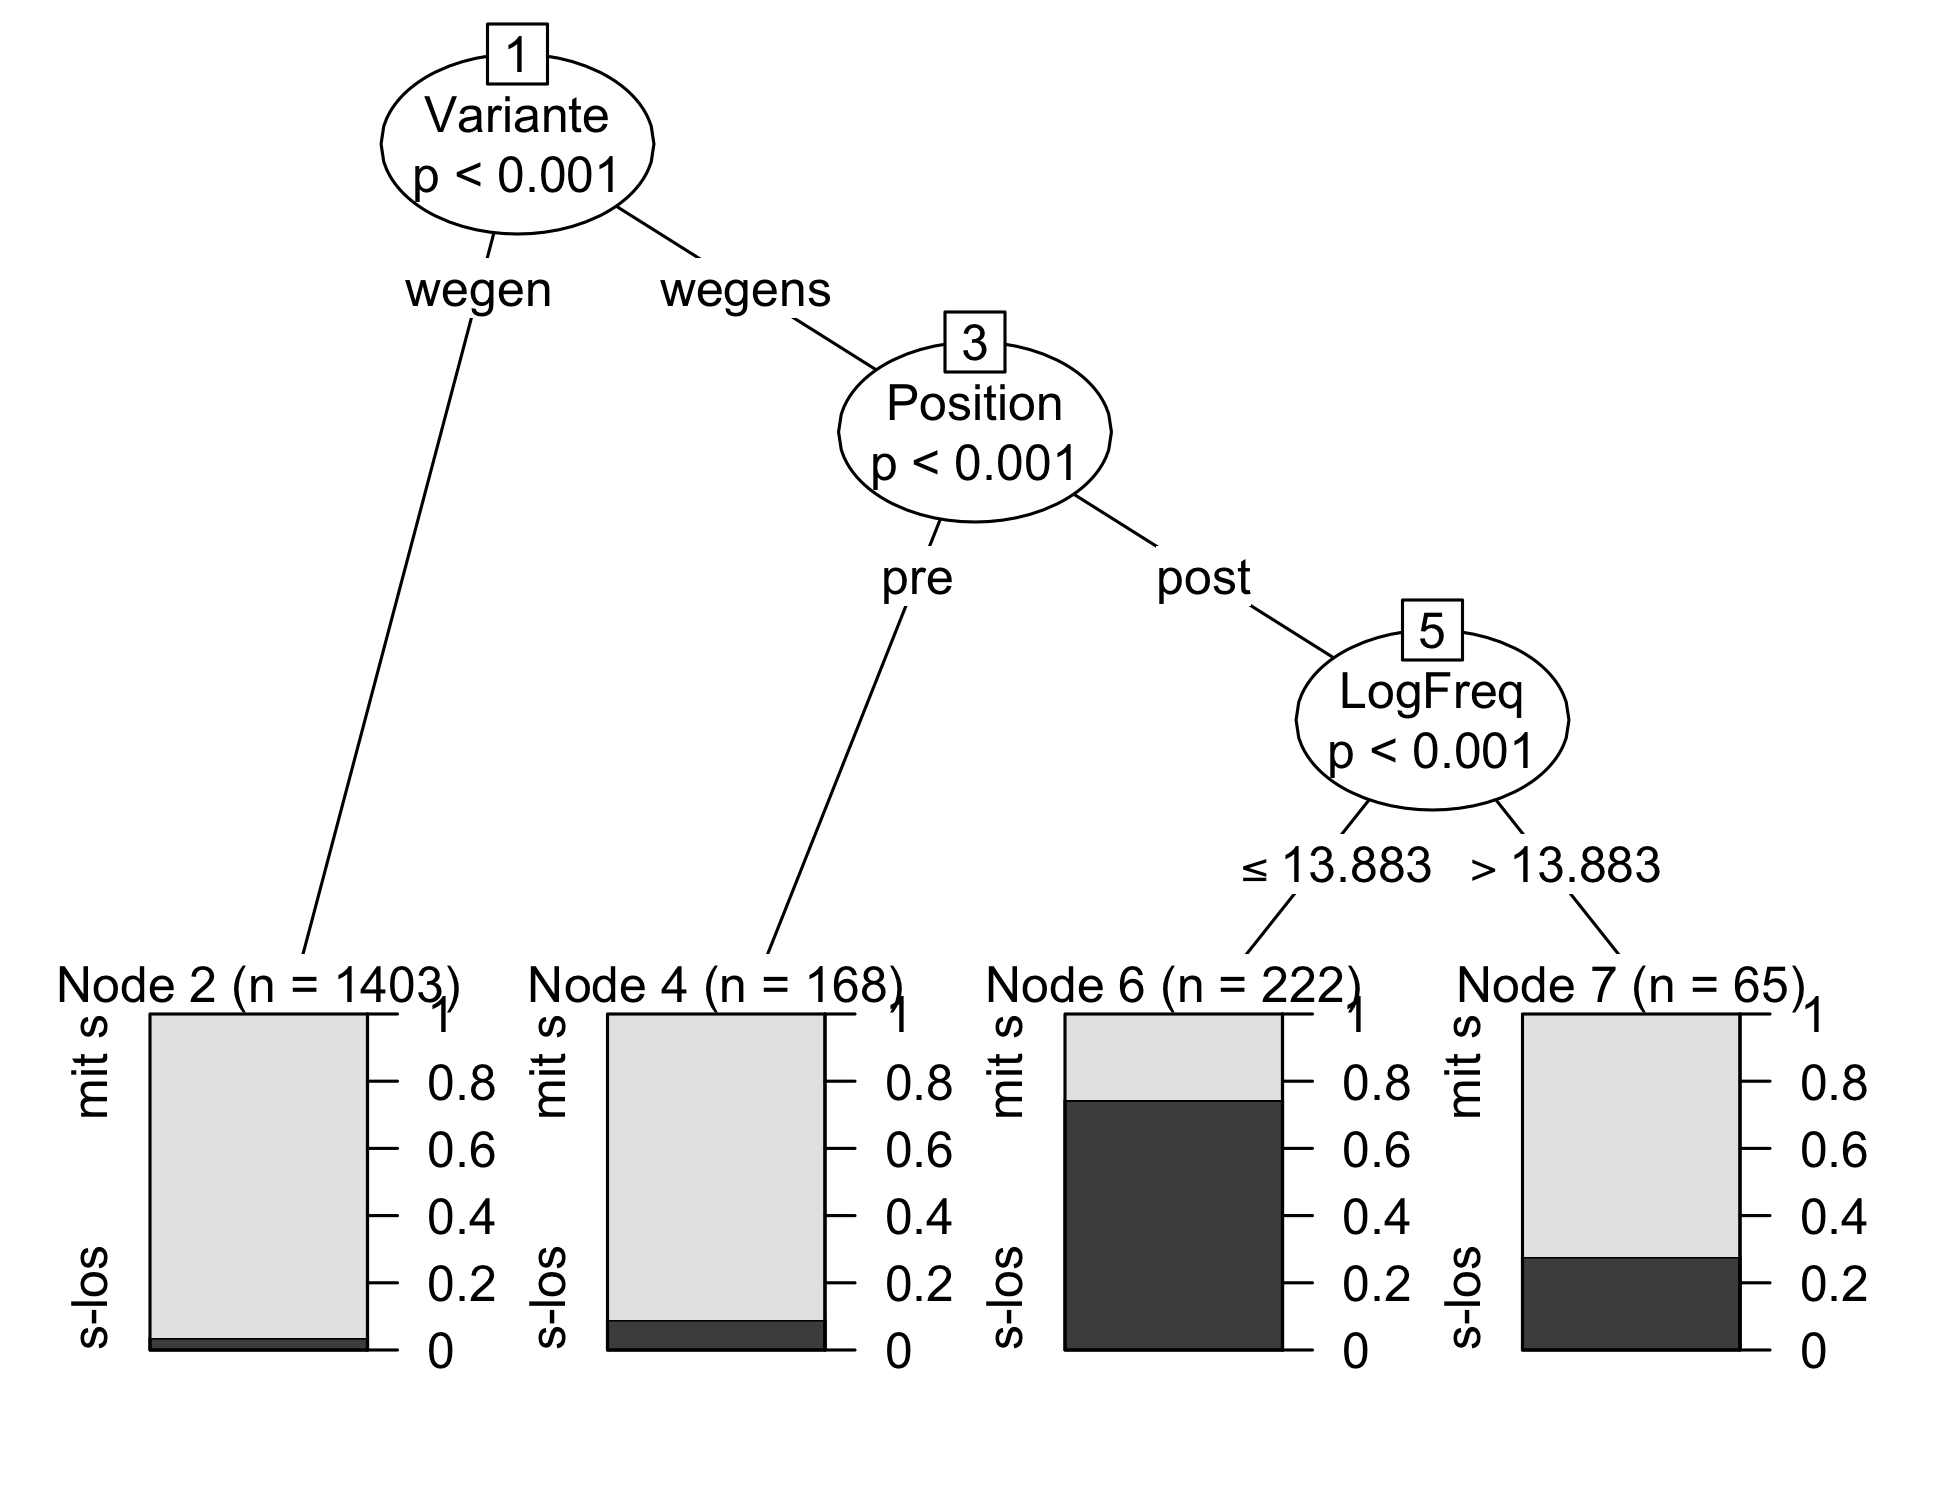 1
Variante
p < 0.001
wegen
wegens
3
Position
p < 0.001
pre
post
5
LogFreq
p < 0.001
≤ 13.883
> 13.883
Node 2 (n = 1403)
mit s
s-los
1
0.8
0.6
0.4
0.2
0
Node 4 (n = 168)
mit s
s-los
1
0.8
0.6
0.4
0.2
0
Node 6 (n = 222)
mit s
s-los
1
0.8
0.6
0.4
0.2
0
Node 7 (n = 65)
mit s
s-los
1
0.8
0.6
0.4
0.2
0